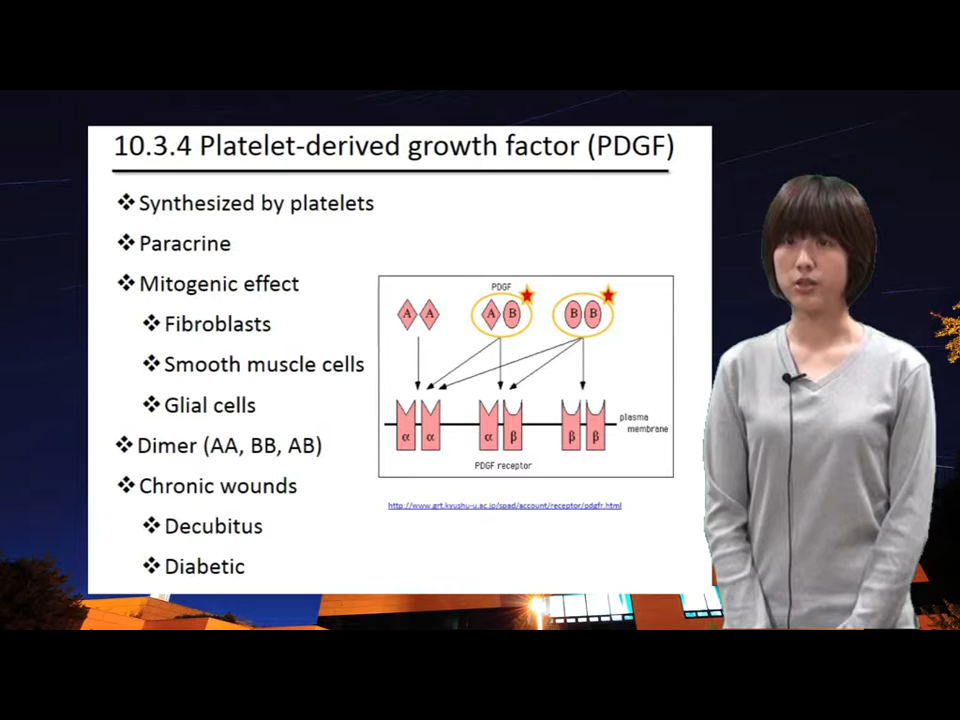 10.3.4 Platelet-derived growth factor (PDGF)
❖Synthesized by platelets
❖Paracrine
❖Mitogenic effect
❖Fibroblasts
❖Smooth muscle cells
❖Glial cells
❖Dimer (AA, BB, AB)
❖Chronic wounds
❖Decubitus
❖Diabetic
PDGF
A A A B B B
α α α β β β
plasma
membrane
PDGF receptor
http://www.grt.kyushu-u.ac.jp/spad/account/receptor/pdgfr.html